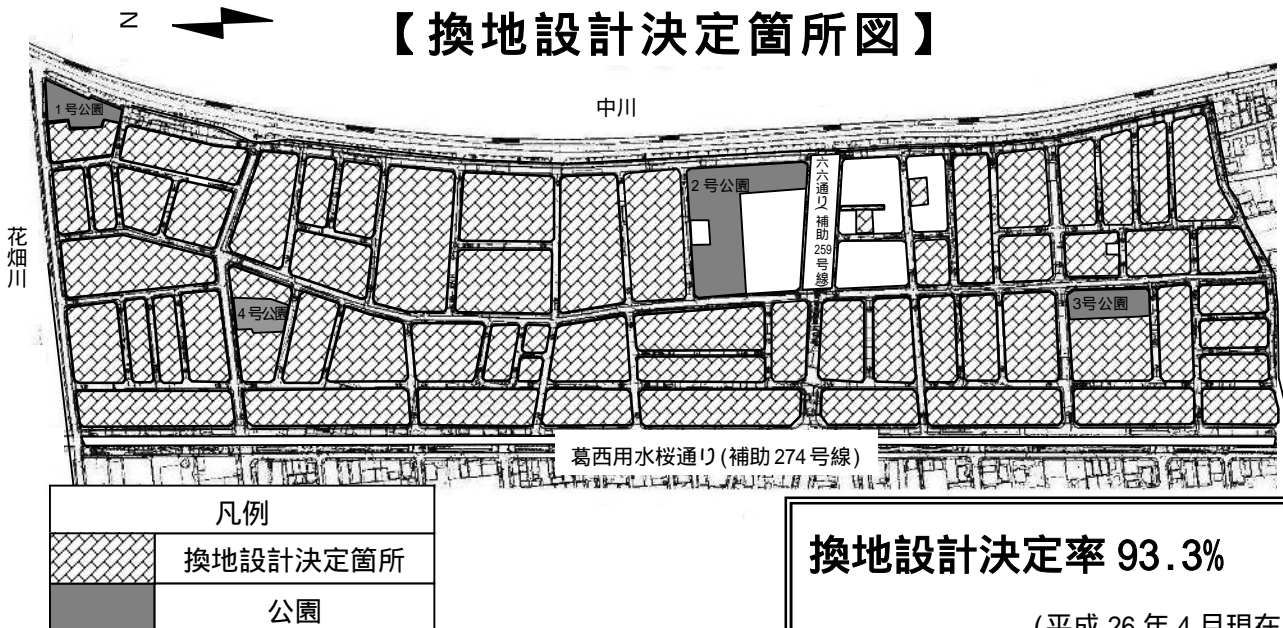 N
【換地設計決定箇所図】
中川
1号公園
2号公園
六六通り(補助259号線)
花畑川
4号公園
3号公園
葛西用水桜通り(補助274号線)
凡例
換地設計決定箇所
公園
換地設計決定率 93.3%
(平成 26 年 4 月現在